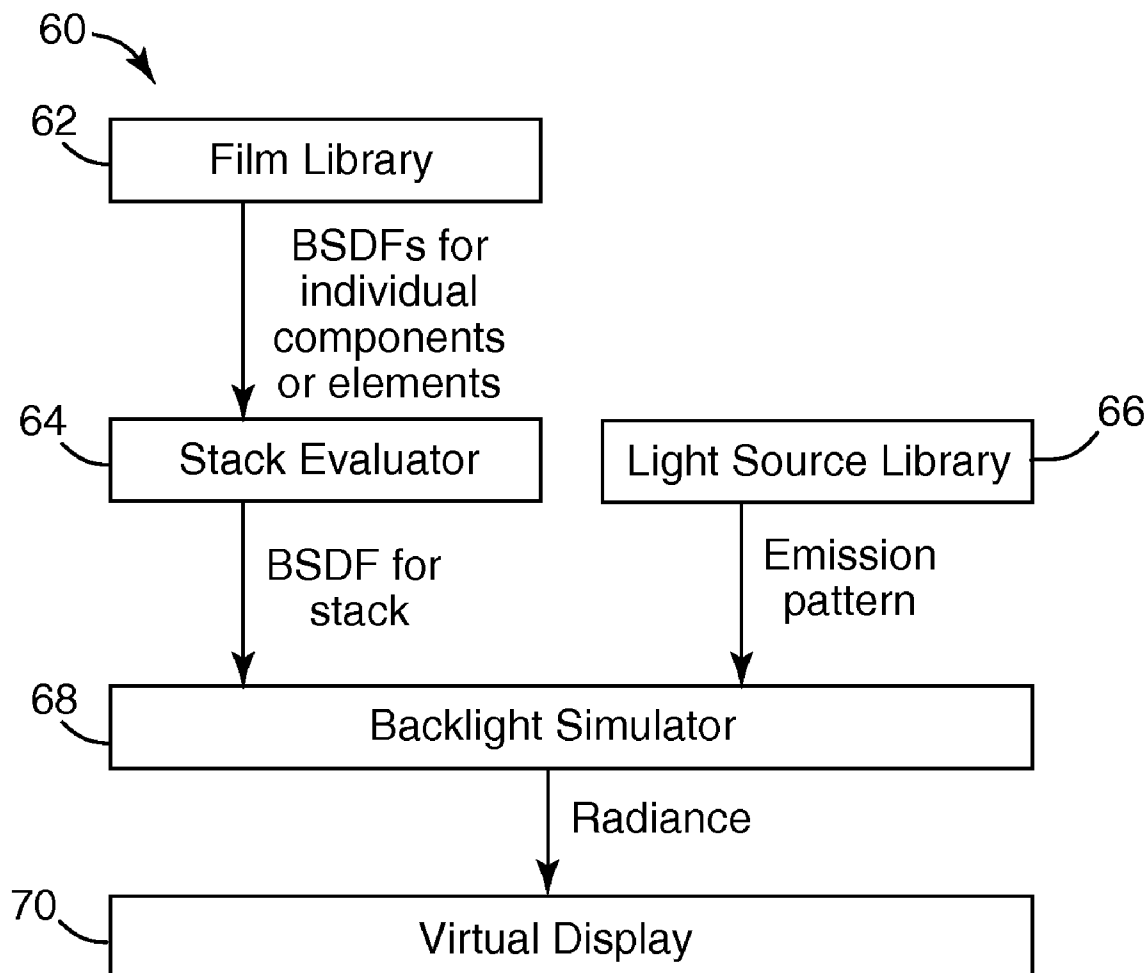 60
62
Film Library
BSDFs for
individual
components
or elements
64
Stack Evaluator
66
Light Source Library
BSDF for
stack
Emission
pattern
68
Backlight Simulator
Radiance
70
Virtual Display